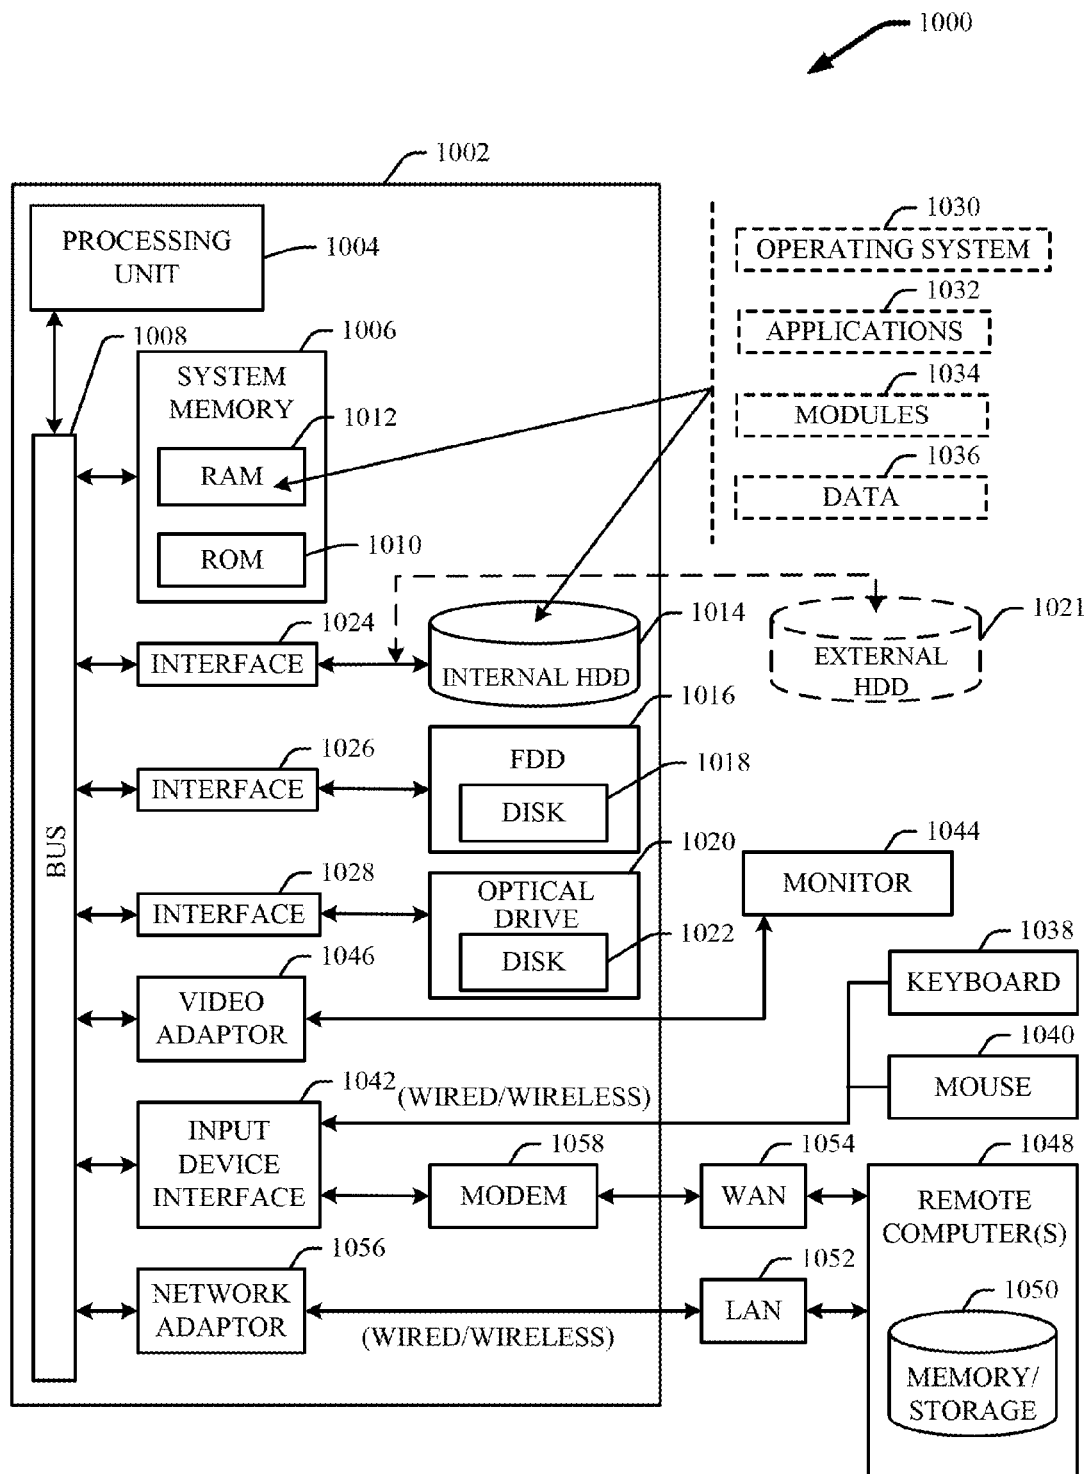 1000
1002
PROCESSING
UNIT
1004
1030
OPERATING SYSTEM
1032
APPLICATIONS
1034
MODULES
1036
DATA
1008
1006
SYSTEM
MEMORY
1012
RAM
1010
ROM
1024
INTERFACE
1014
INTERNAL HDD
1021
EXTERNAL
HDD
1026
INTERFACE
1016
FDD
1018
DISK
BUS
1028
INTERFACE
1020
OPTICAL
DRIVE
1022
DISK
1044
MONITOR
1046
VIDEO
ADAPTOR
1038
KEYBOARD
1040
MOUSE
1042
(WIRED/WIRELESS)
INPUT
DEVICE
INTERFACE
1058
MODEM
1054
WAN
1048
REMOTE
COMPUTER(S)
1056
NETWORK
ADAPTOR
(WIRED/WIRELESS)
1052
LAN
1050
MEMORY/
STORAGE